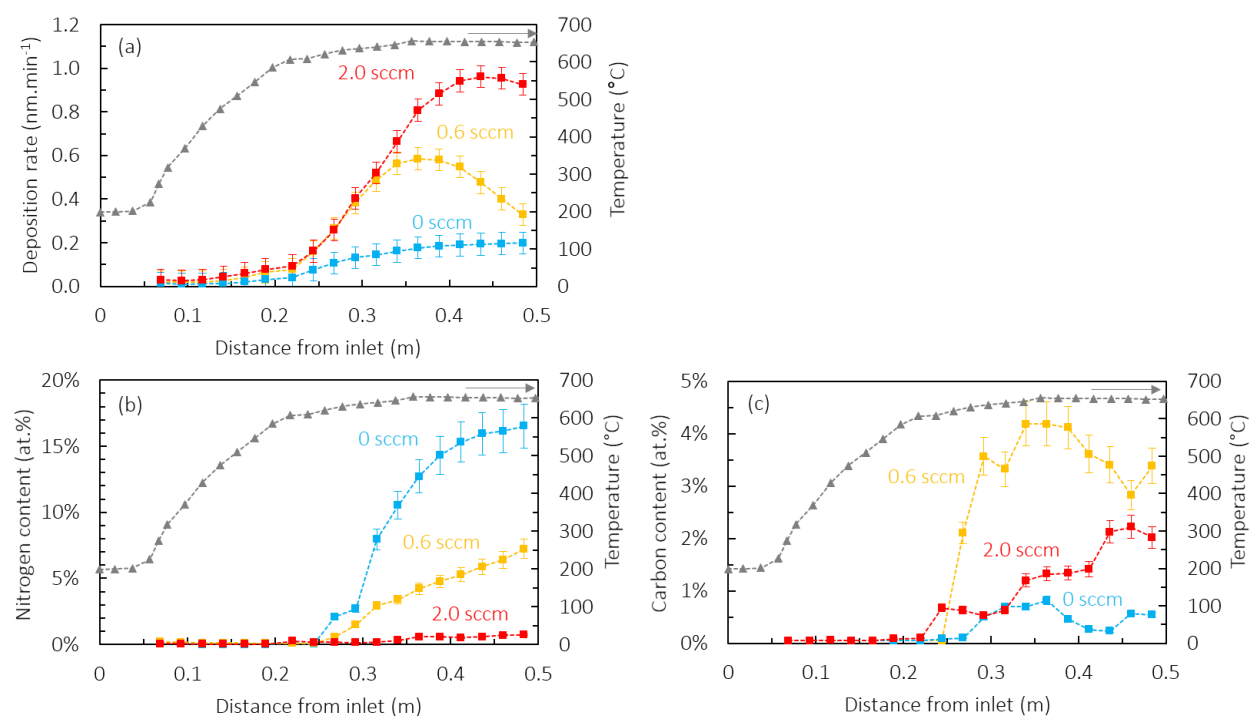 (a)
Deposition rate (nm.min-1)
1.2
1.0
0.8
0.6
0.4
0.2
0.0
2.0 sccm
0.6 sccm
0 sccm
700
600
500
400
300
200
100
0
Temperature (°C)
0 0.1 0.2 0.3 0.4 0.5
Distance from inlet (m)
(b)
Nitrogen content (at.%)
20%
15%
10%
5%
0%
0 sccm
0.6 sccm
2.0 sccm
700
600
500
400
300
200
100
0
Temperature (°C)
0 0.1 0.2 0.3 0.4 0.5
Distance from inlet (m)
(c)
Carbon content (at.%)
5%
4%
3%
2%
1%
0%
0.6 sccm
2.0 sccm
0 sccm
700
600
500
400
300
200
100
0
Temperature (°C)
0 0.1 0.2 0.3 0.4 0.5
Distance from inlet (m)